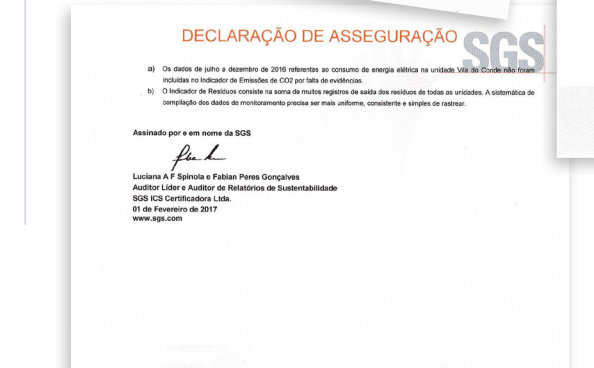 DECLARAÇÃO DE ASSEGURAÇÃO
SGS
a) Os dados de julho a dezembro de 2016 referentes ao consumo de energia elétrica na unidade Vila do Conde não foram
incluídas no Indicador de Emissões de CO2 por falta de evidências.
b) O Indicador de Resíduos consiste na soma de muitos registros de saída dos resíduos de todas as unidades. A sistemática de
compilação dos dados do monitoramento precisa ser mais uniforme, consistente e simples de rastrear.
Assinado por e em nome da SGS
Luciana A F Spinola e Fabian Peres Gonçalves
Auditor Líder e Auditor de Relatórios de Sustentabilidade
SGS ICS Certificadora Ltda.
01 de Fevereiro de 2017
www.sgs.com